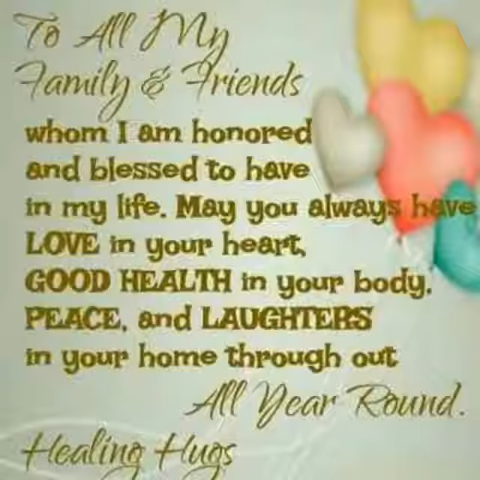 To All My
Family & Friends
whom I am honored
and blessed to have
in my life. May you always have
LOVE in your heart,
GOOD HEALTH in your body,
PEACE, and LAUGHTERS
in your home through out
All Year Round.
Healing Hugs